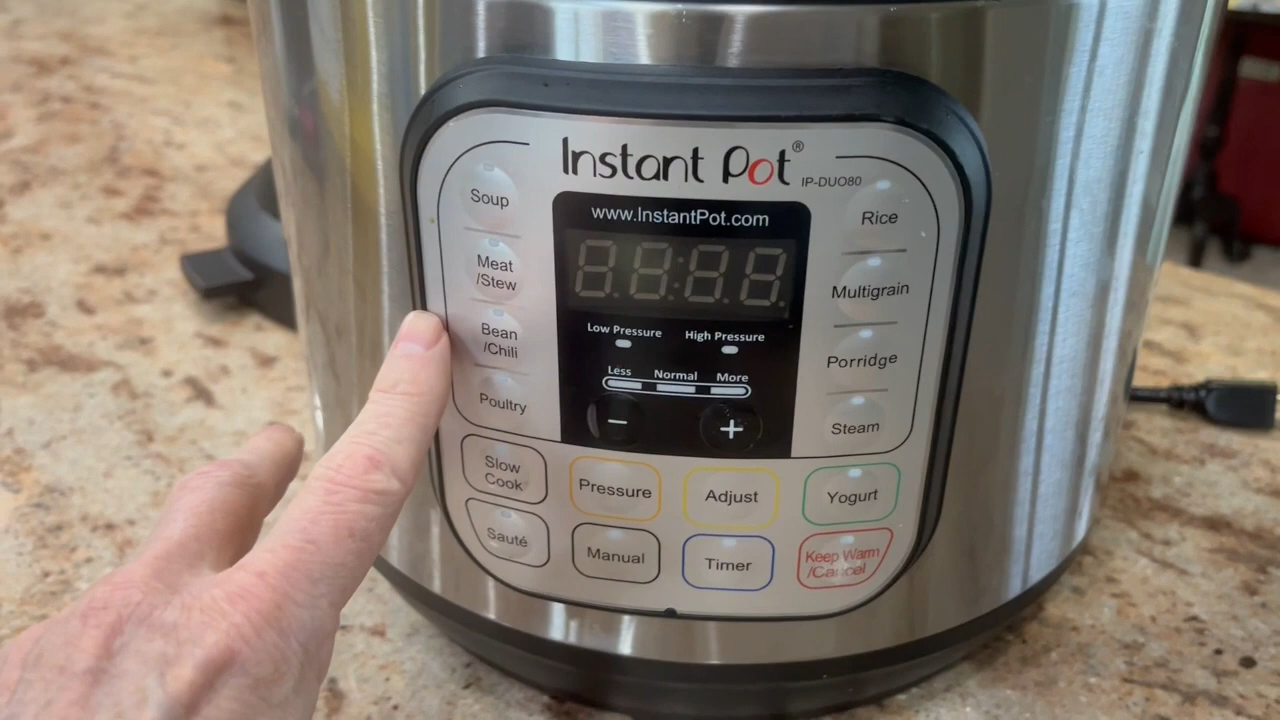 Instant Pot®
IP-DUO80
www.InstantPot.com
Soup
Meat
/Stew
Bean
/Chili
Poultry
Low Pressure High Pressure
Less Normal More
− +
Rice
Multigrain
Porridge
Steam
Slow
Cook
Pressure
Adjust
Yogurt
Sauté
Manual
Timer
Keep Warm
/Cancel